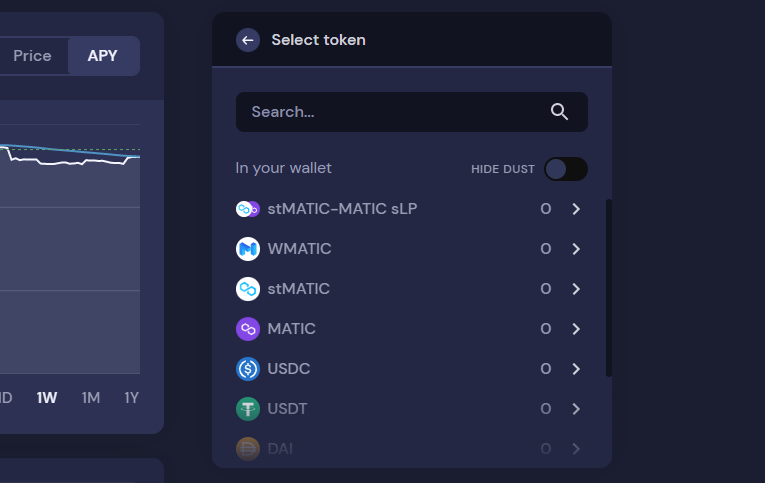 Price APY
1W 1M 1Y
Select token
Search...
In your wallet HIDE DUST
stMATIC-MATIC sLP 0
WMATIC 0
stMATIC 0
MATIC 0
USDC 0
USDT 0
DAI 0